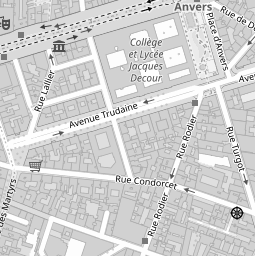 Anvers
Rue de
Place d'Anvers
Collège
et Lycée
Jacques
Decour
Rue Lallier
Avenue Trudaine
Ave
Rue Rodier
Rue Turgot
Rue Condorcet
Rue Rodier
des Martyrs